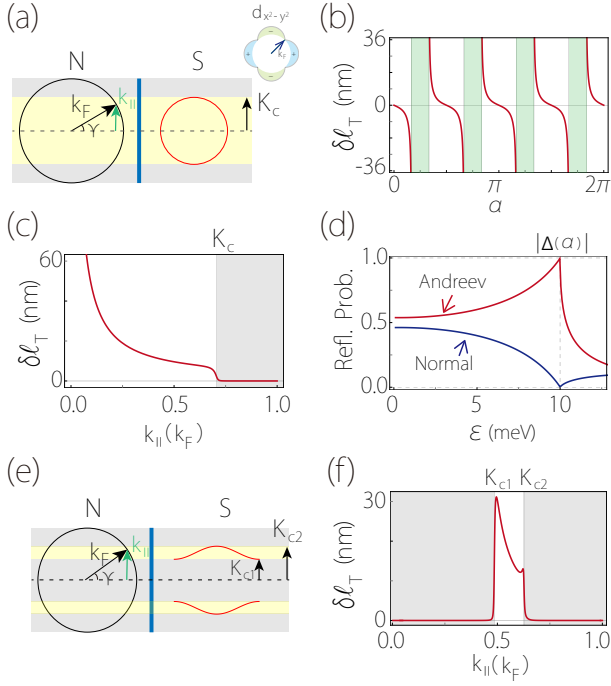 (a)
d x²−y²
N
S
+
−
+
−
k_F
k_F
k_||
γ
K_c
(b)
δℓ_T (nm)
36
0
-36
0
π
2π
α
(c)
K_c
δℓ_T (nm)
60
0
0.0
0.5
1.0
k_||(k_F)
(d)
|Δ(α)|
Refl. Prob.
1.0
0.5
0.0
Andreev
Normal
0
5
10
ε (meV)
(e)
N
S
k_F
k_||
γ
K_c1
K_c2
(f)
K_c1 K_c2
δℓ_T (nm)
30
0
0.0
0.5
1.0
k_||(k_F)